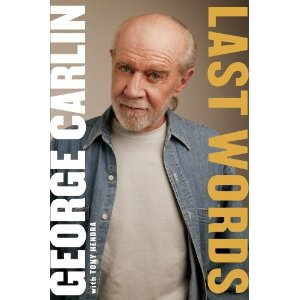 GEORGE CARLIN
with TONY HENDRA
LAST WORDS